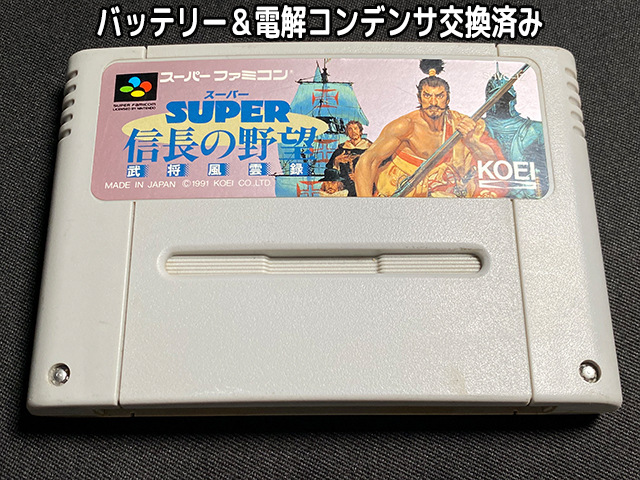 バッテリー＆電解コンデンサ交換済み
スーパーファミコン®
SUPER FAMICOM
LICENSED BY NINTENDO
スーパー
SUPER
信長の野望
武将風雲録
MADE IN JAPAN ©1991 KOEI CO.,LTD.
KOEI